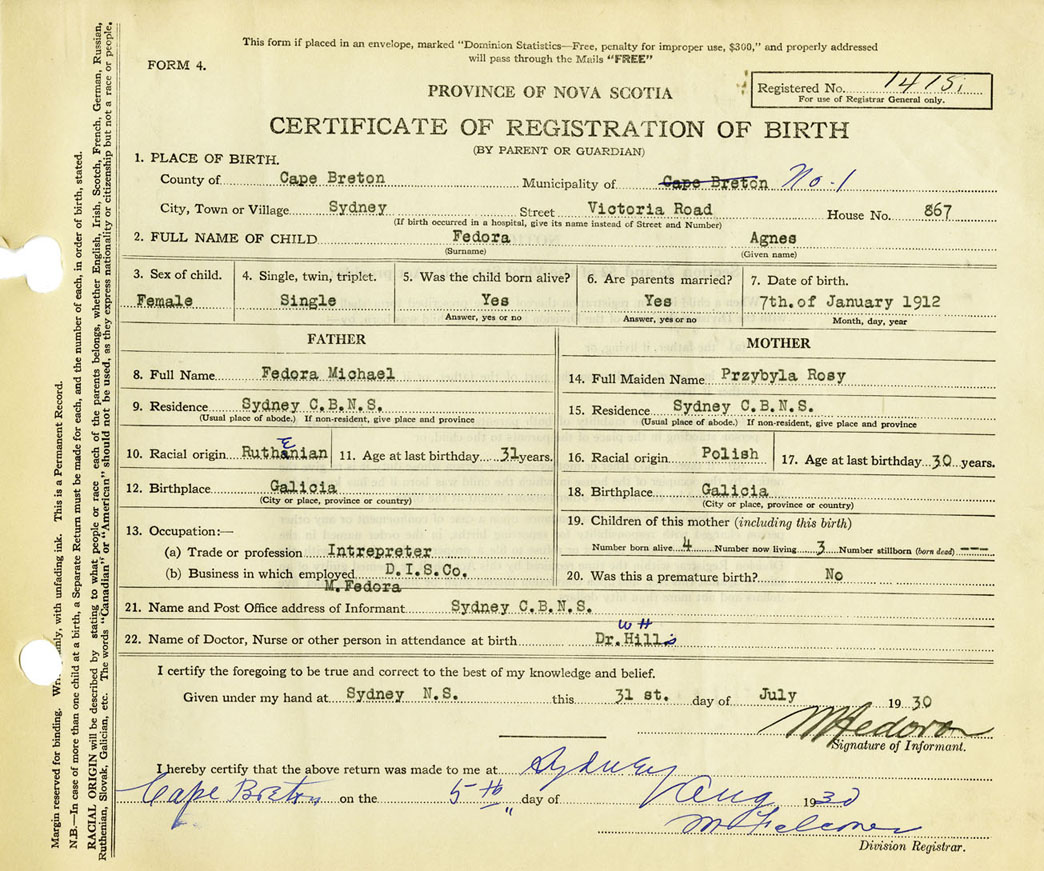 This form if placed in an envelope, marked "Dominion Statistics—Free, penalty for improper use, $300," and properly addressed
will pass through the Mails "FREE"
FORM 4.
Registered No.
For use of Registrar General only.
PROVINCE OF NOVA SCOTIA
CERTIFICATE OF REGISTRATION OF BIRTH
(BY PARENT OR GUARDIAN)
1. PLACE OF BIRTH.
County of Cape Breton Municipality of Cape Breton No. 1
City, Town or Village Sydney Street Victoria Road House No. 867
(If birth occurred in a hospital, give its name instead of Street and Number)
2. FULL NAME OF CHILD Fedora Agnes
(Surname) (Given name)
3. Sex of child. 4. Single, twin, triplet. 5. Was the child born alive? 6. Are parents married? 7. Date of birth.
Female Single Yes Yes 7th. of January 1912
Answer, yes or no Answer, yes or no Month, day, year
FATHER
8. Full Name Fedora Michael
9. Residence Sydney C.B.N.S.
(Usual place of abode.) If non-resident, give place and province
10. Racial origin Ruthenian 11. Age at last birthday 31 years.
12. Birthplace Galicia
(City or place, province or country)
13. Occupation:—
(a) Trade or profession Intrepreter
(b) Business in which employed D.I.S.Co.
MOTHER
14. Full Maiden Name Przybyla Rosy
15. Residence Sydney C.B.N.S.
(Usual place of abode.) If non-resident, give place and province
16. Racial origin Polish 17. Age at last birthday 30 years.
18. Birthplace Galicia
(City or place, province or country)
19. Children of this mother (including this birth)
Number born alive 4 Number now living 3 Number stillborn (born dead) ---
20. Was this a premature birth? No
M. Fedora
21. Name and Post Office address of Informant Sydney C.B.N.S.
22. Name of Doctor, Nurse or other person in attendance at birth Dr. W H Hills
I certify the foregoing to be true and correct to the best of my knowledge and belief.
Given under my hand at Sydney N.S. this 31 st. day of July 1930
M Fedora
Signature of Informant.
I hereby certify that the above return was made to me at Sydney
Cape Breton on the 5th day of Aug 1930
Division Registrar.
Margin reserved for binding. with unfading ink. This is a Permanent Record.
N.B.—In case of more than one child at a birth, a Separate Return must be made for each, and the number of each, in order of birth, stated.
RACIAL ORIGIN will be described by stating to what people or race each of the parents belongs, whether English, Irish, Scotch, French, German, Russian,
Ruthenian, Slovak, Galician, etc. The words "Canadian" or "American" should not be used, as they express nationality or citizenship but not a race or people.